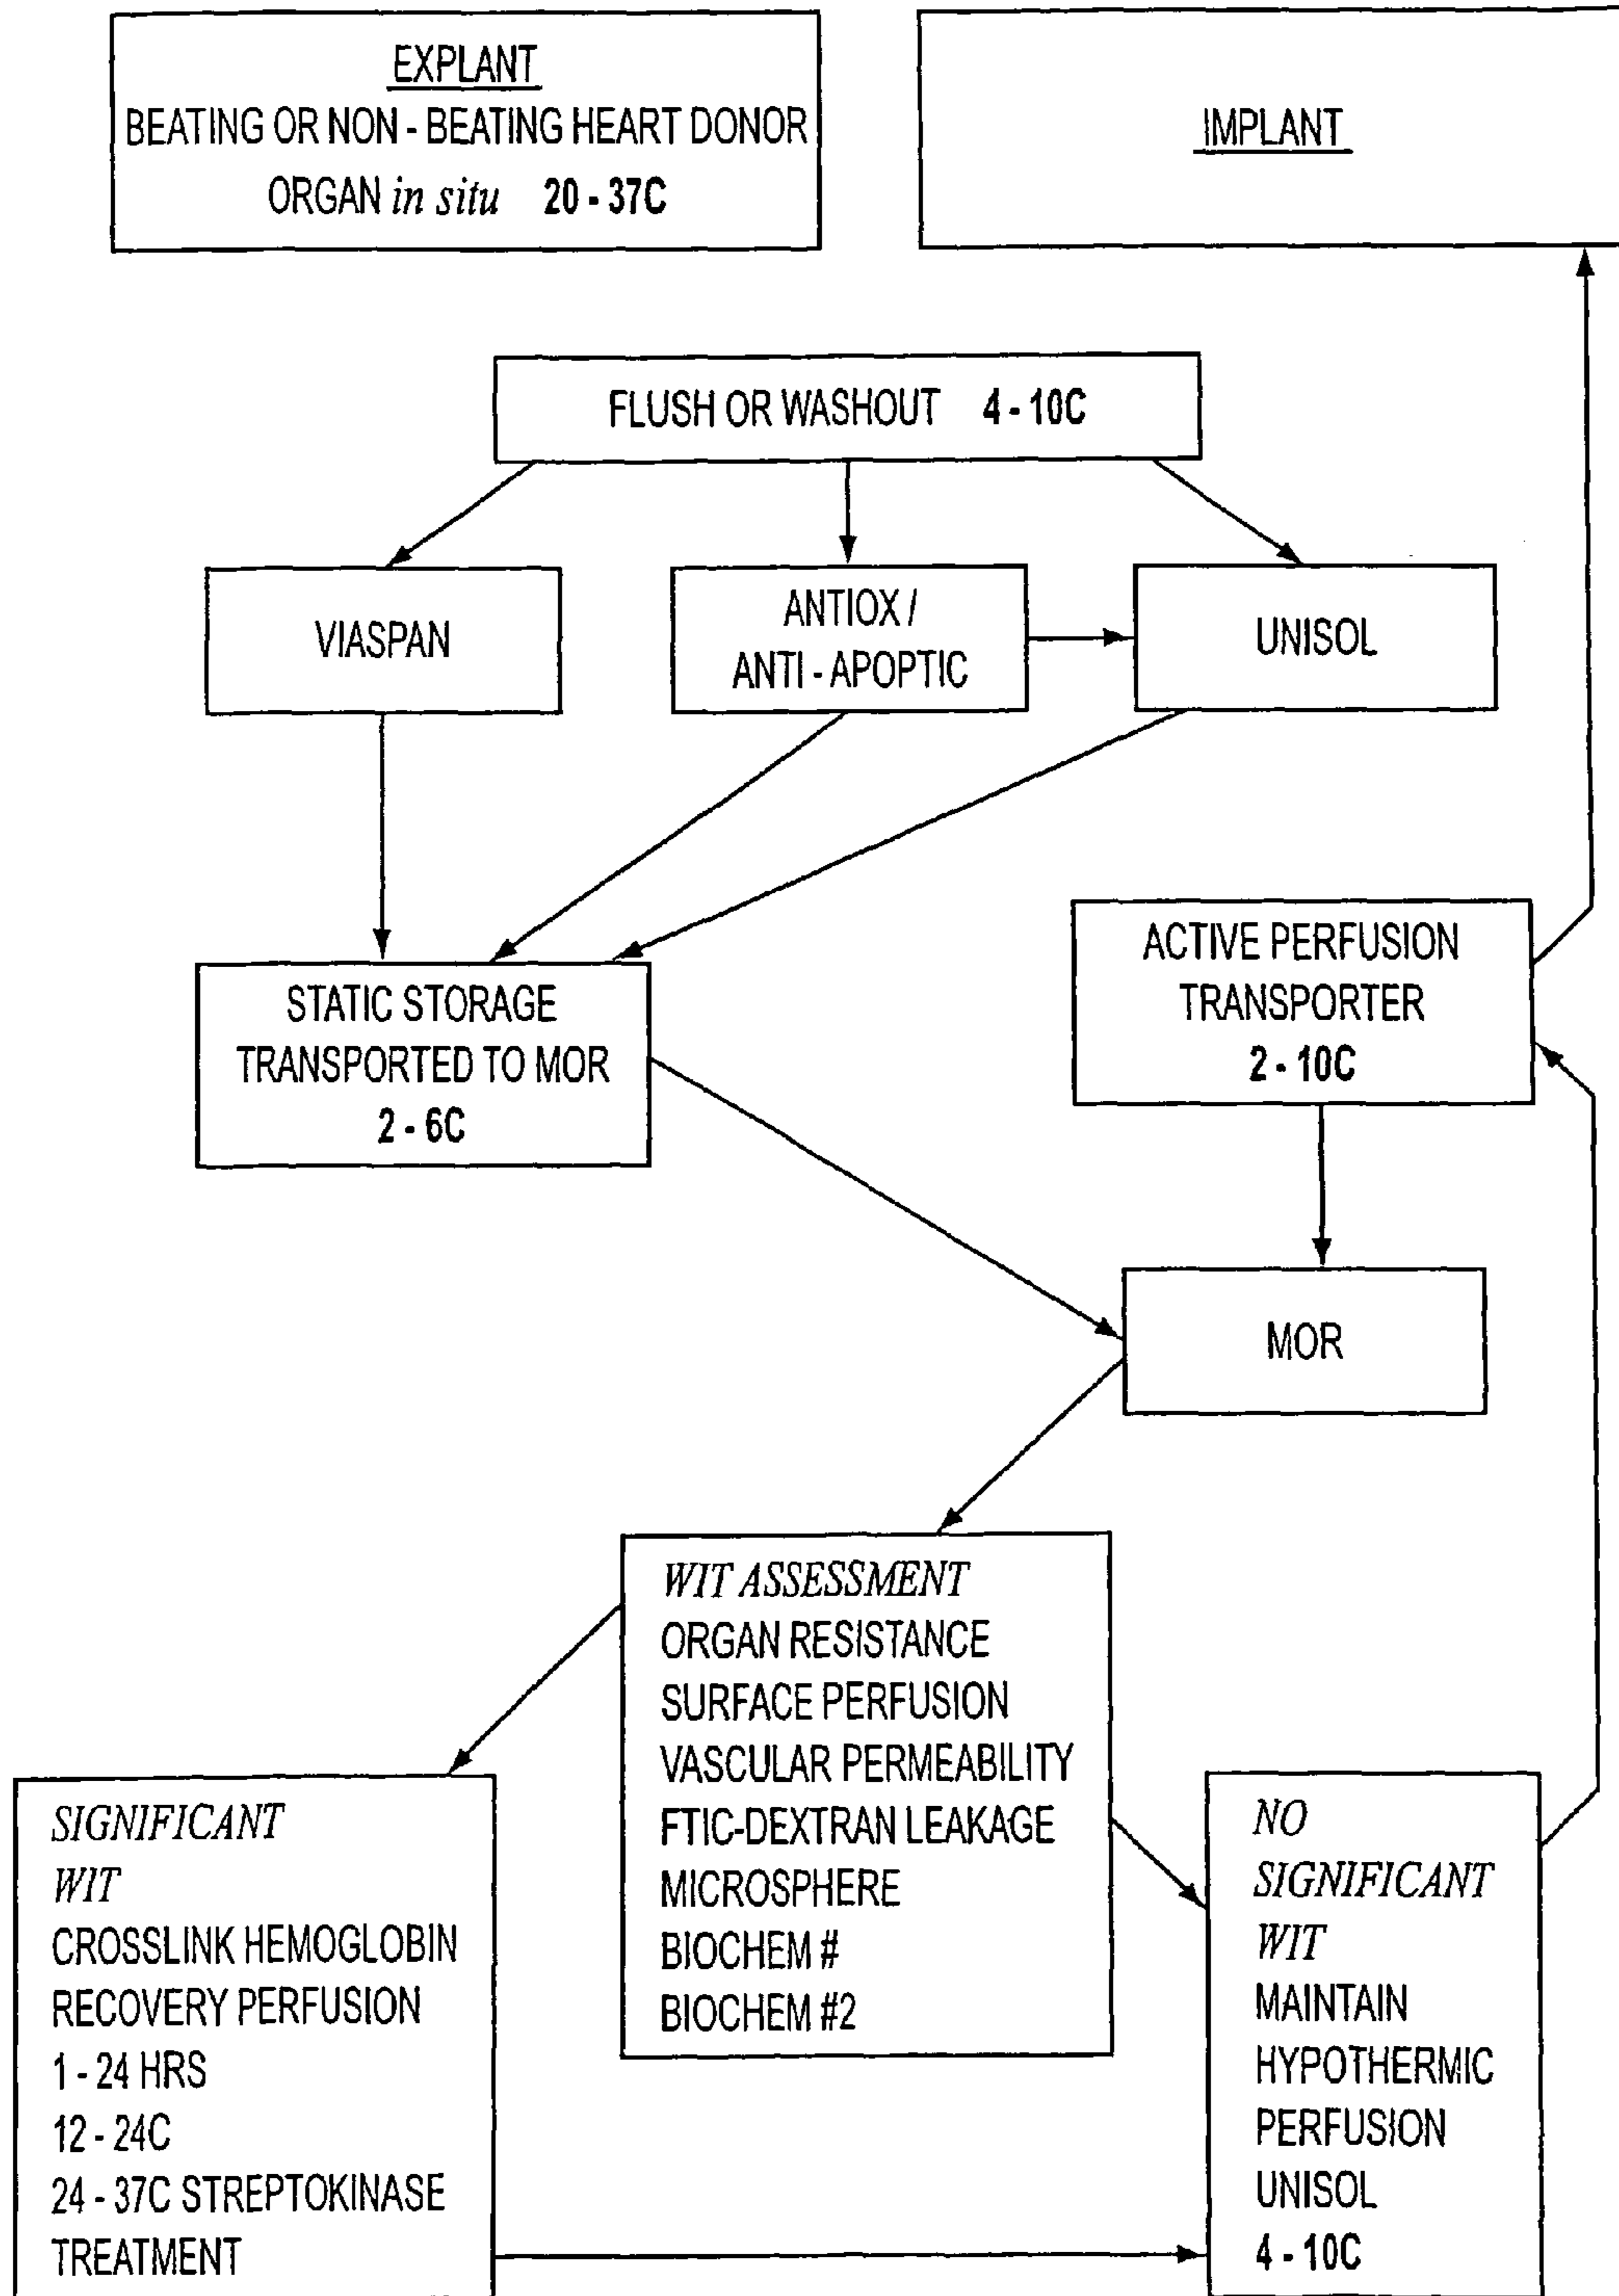 EXPLANT
BEATING OR NON - BEATING HEART DONOR
ORGAN in situ 20 - 37C
IMPLANT
FLUSH OR WASHOUT 4 - 10C
VIASPAN
ANTIOX /
ANTI - APOPTIC
UNISOL
STATIC STORAGE
TRANSPORTED TO MOR
2 - 6C
ACTIVE PERFUSION
TRANSPORTER
2 - 10C
MOR
WIT ASSESSMENT
ORGAN RESISTANCE
SURFACE PERFUSION
VASCULAR PERMEABILITY
FTIC-DEXTRAN LEAKAGE
MICROSPHERE
BIOCHEM #
BIOCHEM #2
SIGNIFICANT
WIT
CROSSLINK HEMOGLOBIN
RECOVERY PERFUSION
1 - 24 HRS
12 - 24C
24 - 37C STREPTOKINASE
TREATMENT
NO
SIGNIFICANT
WIT
MAINTAIN
HYPOTHERMIC
PERFUSION
UNISOL
4 - 10C